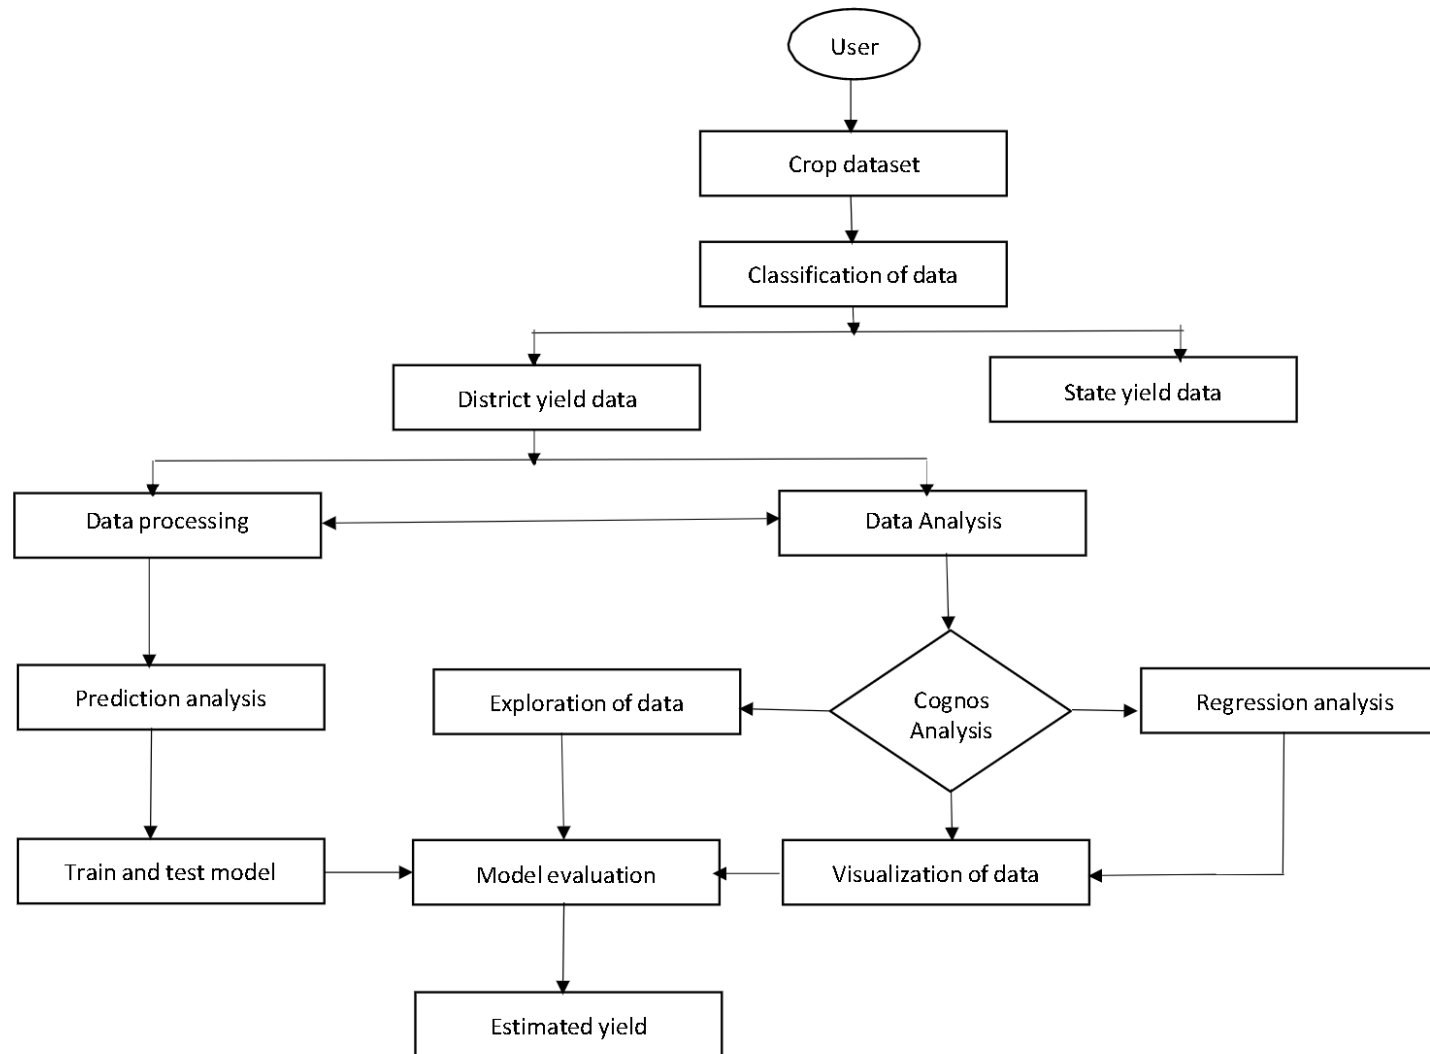 User
Crop dataset
Classification of data
District yield data
State yield data
Data processing
Data Analysis
Prediction analysis
Exploration of data
Cognos
Analysis
Regression analysis
Train and test model
Model evaluation
Visualization of data
Estimated yield